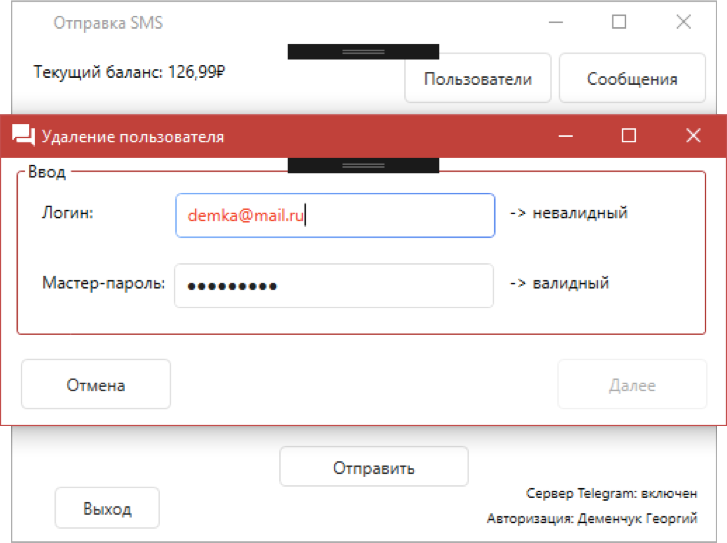 Отправка SMS
Текущий баланс: 126,99₽
Пользователи
Сообщения
Удаление пользователя
Ввод
Логин:
demka@mail.ru
-> невалидный
Мастер-пароль:
●●●●●●●●●
-> валидный
Отмена
Далее
Отправить
Выход
Сервер Telegram: включен
Авторизация: Деменчук Георгий